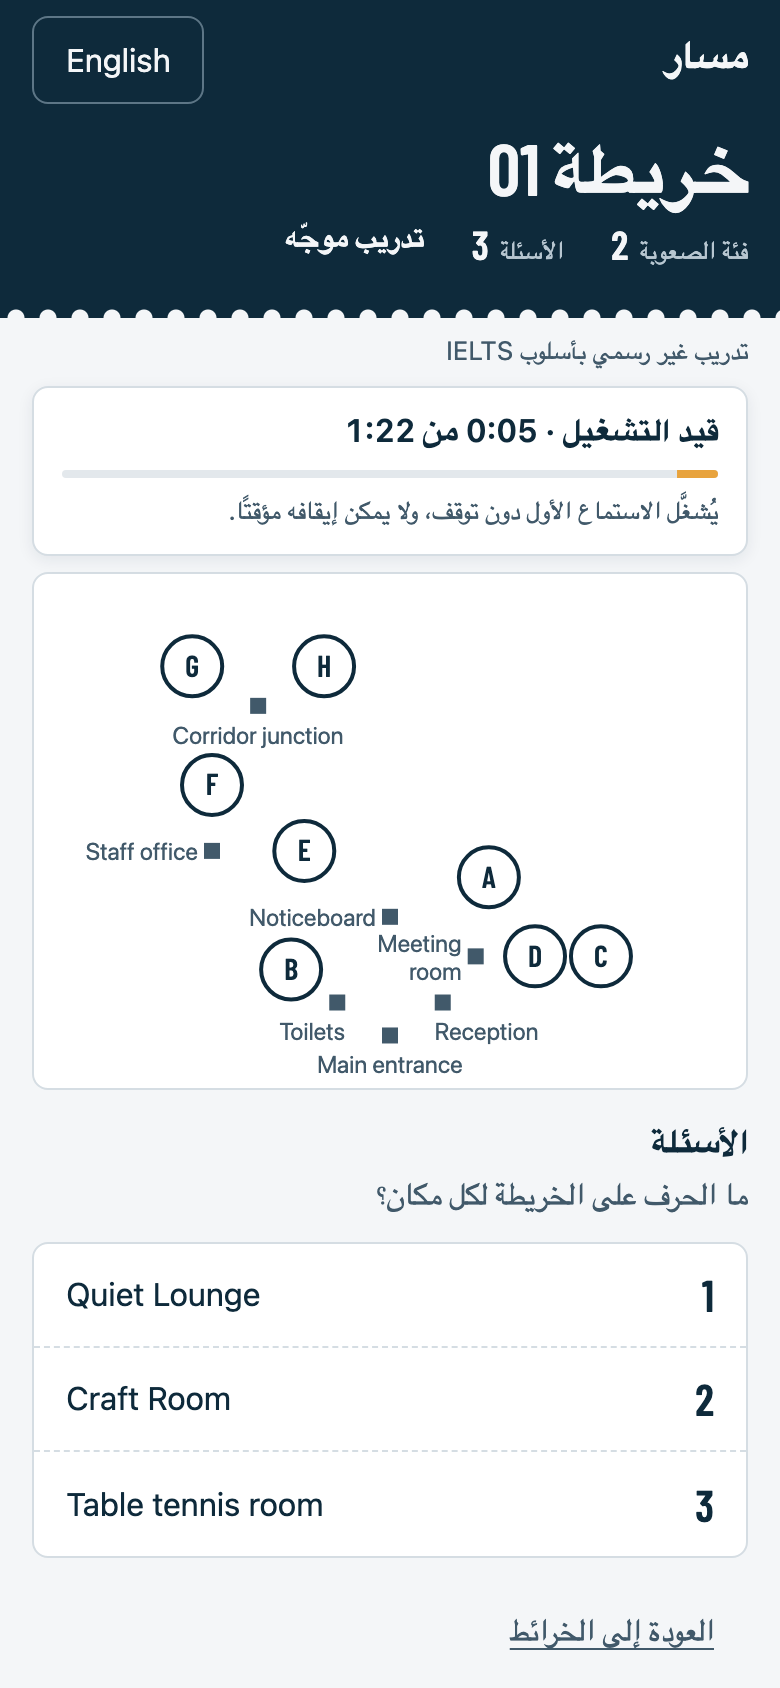 مسار
English
خريطة 01
فئة الصعوبة 2 الأسئلة 3 تدريب موجّه
تدريب غير رسمي بأسلوب IELTS
قيد التشغيل · 0:05 من 1:22
يُشغَّل الاستماع الأول دون توقف، ولا يمكن إيقافه مؤقتًا.
G
H
Corridor junction
F
Staff office
E
A
Noticeboard
Meeting
room
D
C
B
Toilets
Reception
Main entrance
الأسئلة
ما الحرف على الخريطة لكل مكان؟
1 Quiet Lounge
2 Craft Room
3 Table tennis room
العودة إلى الخرائط